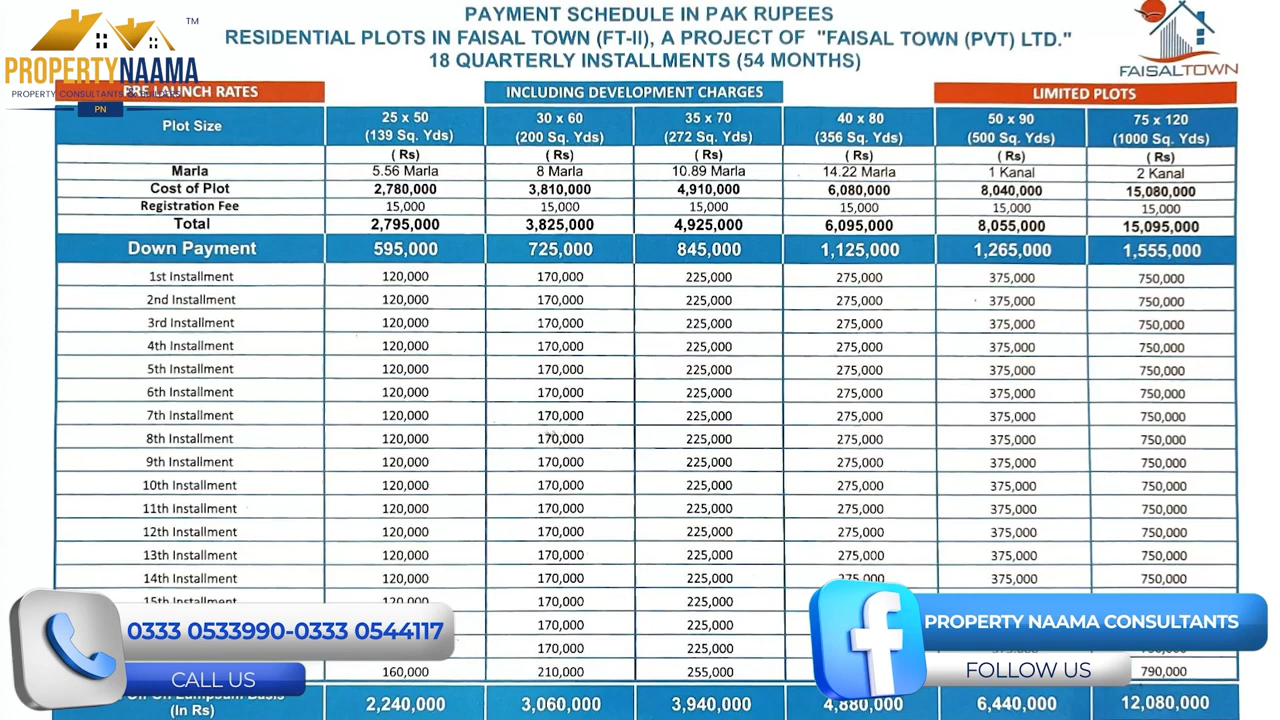 PAYMENT SCHEDULE IN PAK RUPEES
RESIDENTIAL PLOTS IN FAISAL TOWN (FT-II), A PROJECT OF "FAISAL TOWN (PVT) LTD."
18 QUARTERLY INSTALLMENTS (54 MONTHS)
TM
PROPERTYNAAMA
PROPERTY CONSULTANTS & BUILDERS
PN
FAISALTOWN
PRE LAUNCH RATES INCLUDING DEVELOPMENT CHARGES LIMITED PLOTS
Plot Size 25 x 50 (139 Sq. Yds) 30 x 60 (200 Sq. Yds) 35 x 70 (272 Sq. Yds) 40 x 80 (356 Sq. Yds) 50 x 90 (500 Sq. Yds) 75 x 120 (1000 Sq. Yds)
( Rs) ( Rs) ( Rs) ( Rs) ( Rs) ( Rs)
Marla 5.56 Marla 8 Marla 10.89 Marla 14.22 Marla 1 Kanal 2 Kanal
Cost of Plot 2,780,000 3,810,000 4,910,000 6,080,000 8,040,000 15,080,000
Registration Fee 15,000 15,000 15,000 15,000 15,000 15,000
Total 2,795,000 3,825,000 4,925,000 6,095,000 8,055,000 15,095,000
Down Payment 595,000 725,000 845,000 1,125,000 1,265,000 1,555,000
1st Installment 120,000 170,000 225,000 275,000 375,000 750,000
2nd Installment 120,000 170,000 225,000 275,000 375,000 750,000
3rd Installment 120,000 170,000 225,000 275,000 375,000 750,000
4th Installment 120,000 170,000 225,000 275,000 375,000 750,000
5th Installment 120,000 170,000 225,000 275,000 375,000 750,000
6th Installment 120,000 170,000 225,000 275,000 375,000 750,000
7th Installment 120,000 170,000 225,000 275,000 375,000 750,000
8th Installment 120,000 170,000 225,000 275,000 375,000 750,000
9th Installment 120,000 170,000 225,000 275,000 375,000 750,000
10th Installment 120,000 170,000 225,000 275,000 375,000 750,000
11th Installment 120,000 170,000 225,000 275,000 375,000 750,000
12th Installment 120,000 170,000 225,000 275,000 375,000 750,000
13th Installment 120,000 170,000 225,000 275,000 375,000 750,000
14th Installment 120,000 170,000 225,000 275,000 375,000 750,000
15th Installment 120,000 170,000 225,000
170,000 225,000
170,000 225,000
160,000 210,000 255,000 790,000
Lumpsum Basis
(In Rs) 2,240,000 3,060,000 3,940,000 4,880,000 6,440,000 12,080,000
0333 0533990-0333 0544117
CALL US
PROPERTY NAAMA CONSULTANTS
FOLLOW US